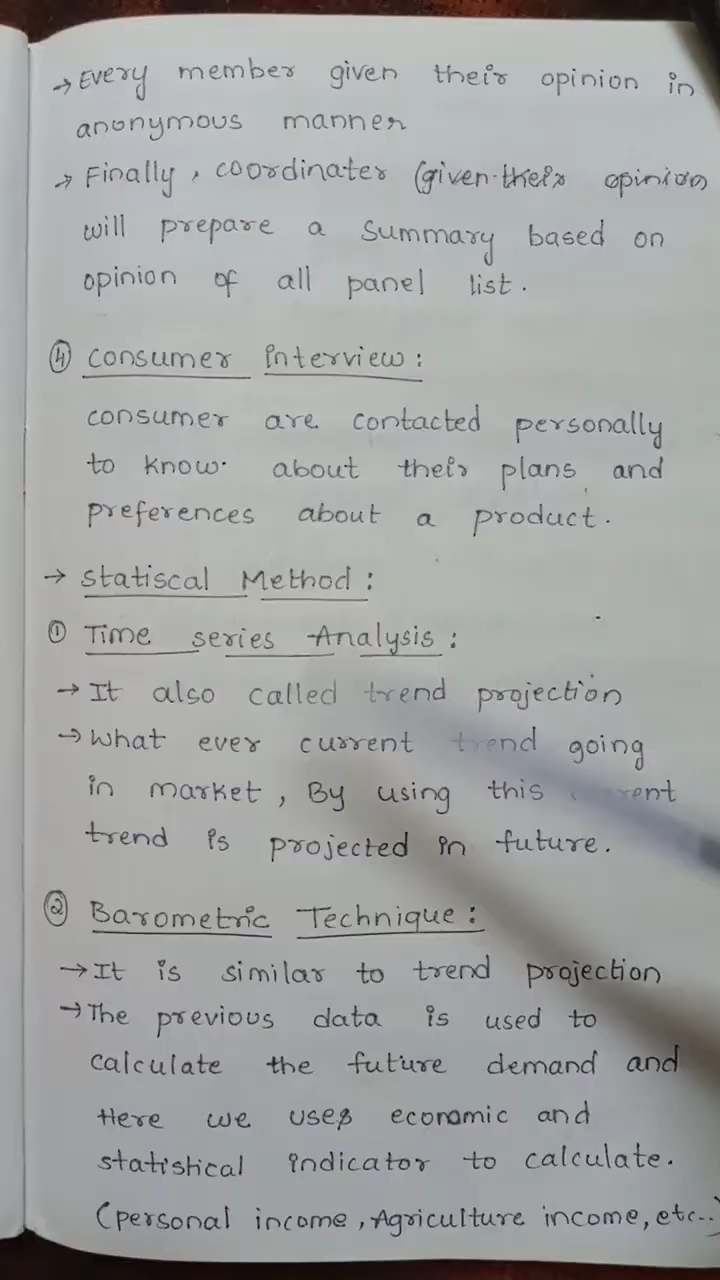 → Every member given their opinion in
anonymous manner
→ Finally, coordinater (given their opinion
will prepare a summary based on
opinion of all panel list.
④ consumer interview:
consumer are contacted personally
to know about their plans and
preferences about a product.
→ statiscal Method:
① Time series Analysis:
→ It also called trend projection
→ What ever current trend going
in market, By using this
trend is projected in future.
② Barometric Technique:
→ It is similar to trend projection
→ The previous data is used to
calculate the future demand and
Here we uses economic and
statistical indicator to calculate.
(personal income, Agriculture income, etc..)